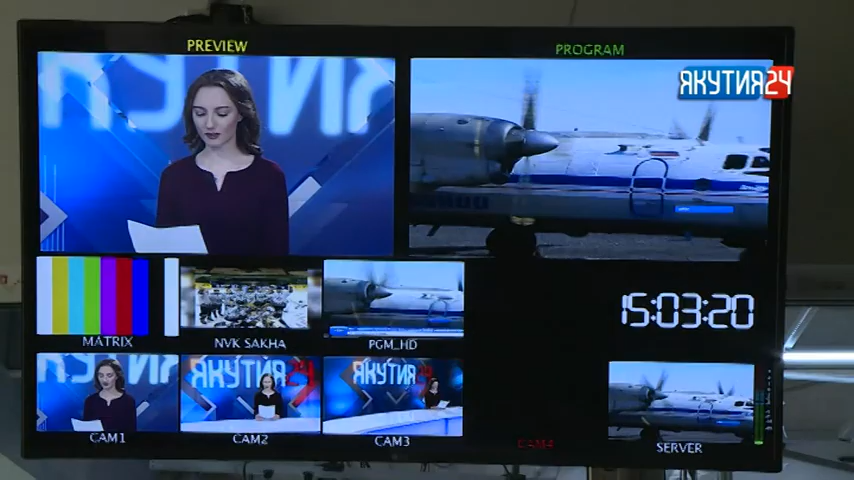 PREVIEW
PROGRAM
ЯКУТИЯ24
15:03:20
MATRIX
NVK SAKHA
PGM_HD
ЯКУТИЯ24
ЯКУТИЯ24
CAM1
CAM2
CAM3
CAM4
SERVER